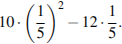 10 · (1/5)² − 12 · 1/5.